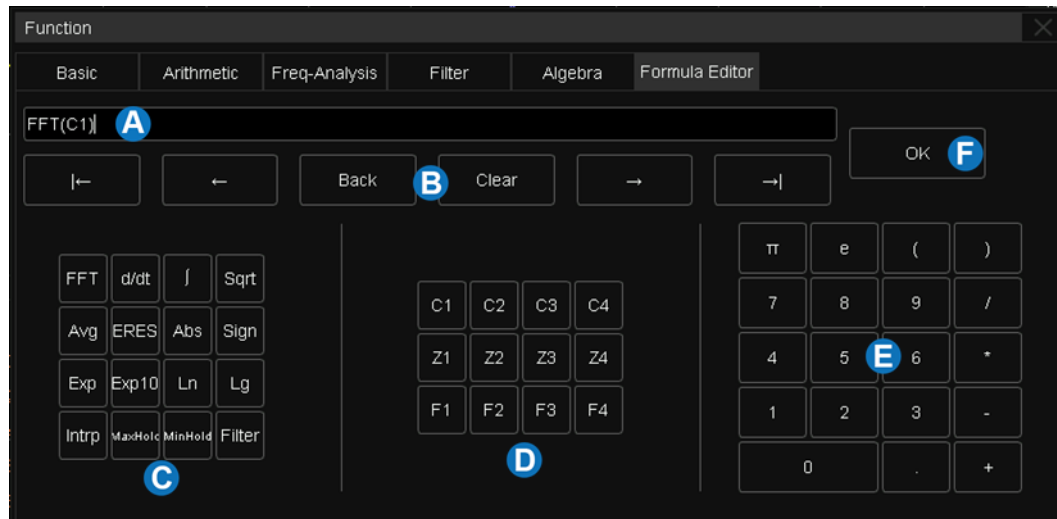 Function
Basic Arithmetic Freq-Analysis Filter Algebra Formula Editor
FFT(C1) A
|← ← Back B Clear → →| OK F
π e ( )
FFT d/dt ∫ Sqrt
C1 C2 C3 C4
7 8 9 /
Avg ERES Abs Sign
Z1 Z2 Z3 Z4
4 5 E 6 *
Exp Exp10 Ln Lg
F1 F2 F3 F4
1 2 3 -
Intrp MaxHold MinHold Filter
D
0 . +
C